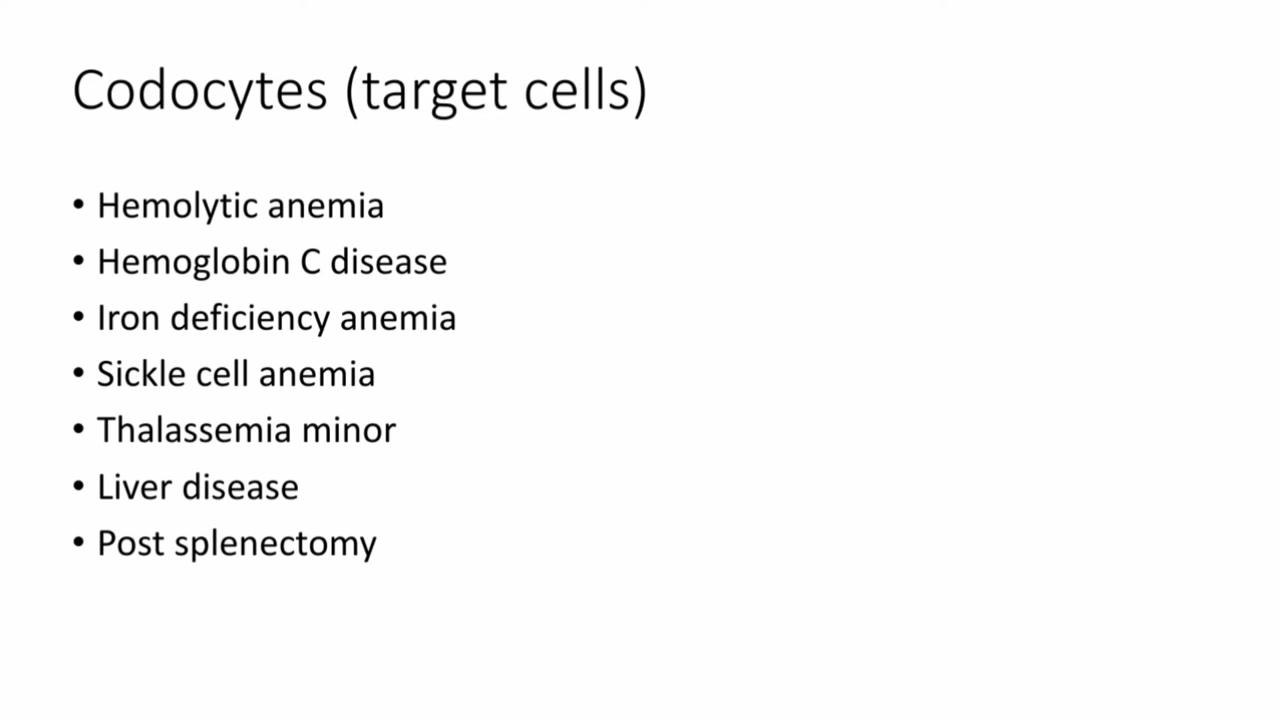 Codocytes (target cells)
• Hemolytic anemia
• Hemoglobin C disease
• Iron deficiency anemia
• Sickle cell anemia
• Thalassemia minor
• Liver disease
• Post splenectomy